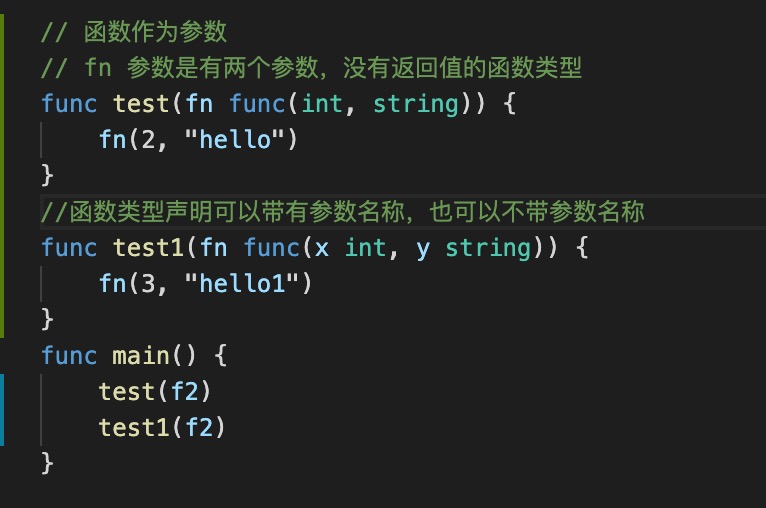 // 函数作为参数
// fn 参数是有两个参数，没有返回值的函数类型
func test(fn func(int, string)) {
    fn(2, "hello")
}
//函数类型声明可以带有参数名称，也可以不带参数名称
func test1(fn func(x int, y string)) {
    fn(3, "hello1")
}
func main() {
    test(f2)
    test1(f2)
}